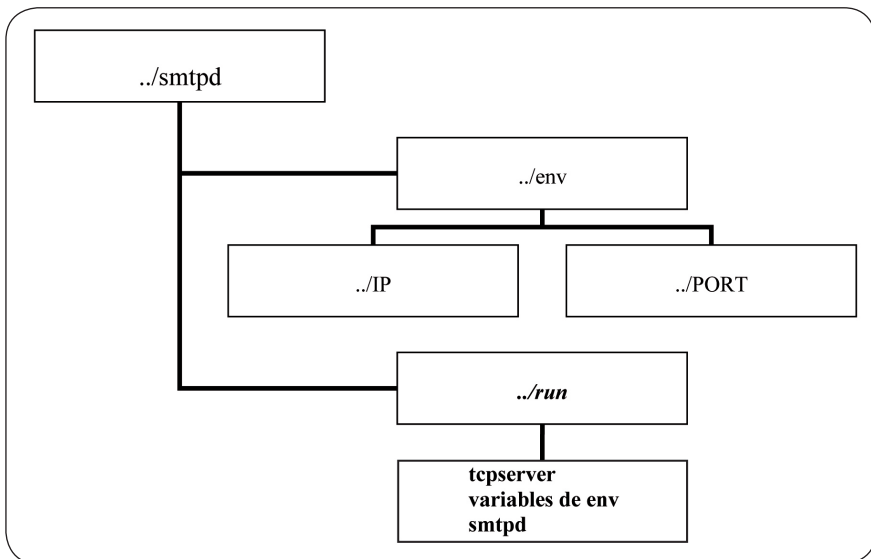 ../smtpd
../env
../IP
../PORT
../run
tcpserver
variables de env
smtpd